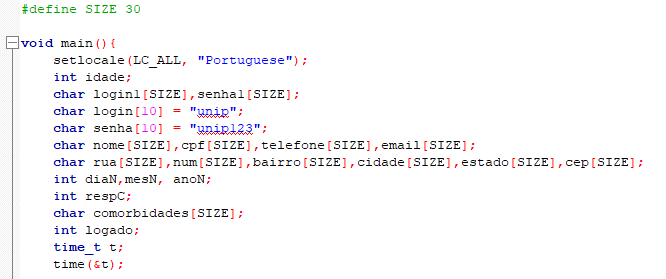 #define SIZE 30
void main(){
setlocale(LC_ALL, "Portuguese");
int idade;
char login1[SIZE],senha1[SIZE];
char login[10] = "unip";
char senha[10] = "unip123";
char nome[SIZE],cpf[SIZE],telefone[SIZE],email[SIZE];
char rua[SIZE],num[SIZE],bairro[SIZE],cidade[SIZE],estado[SIZE],cep[SIZE];
int diaN,mesN, anoN;
int respC;
char comorbidades[SIZE];
int logado;
time_t t;
time(&t);